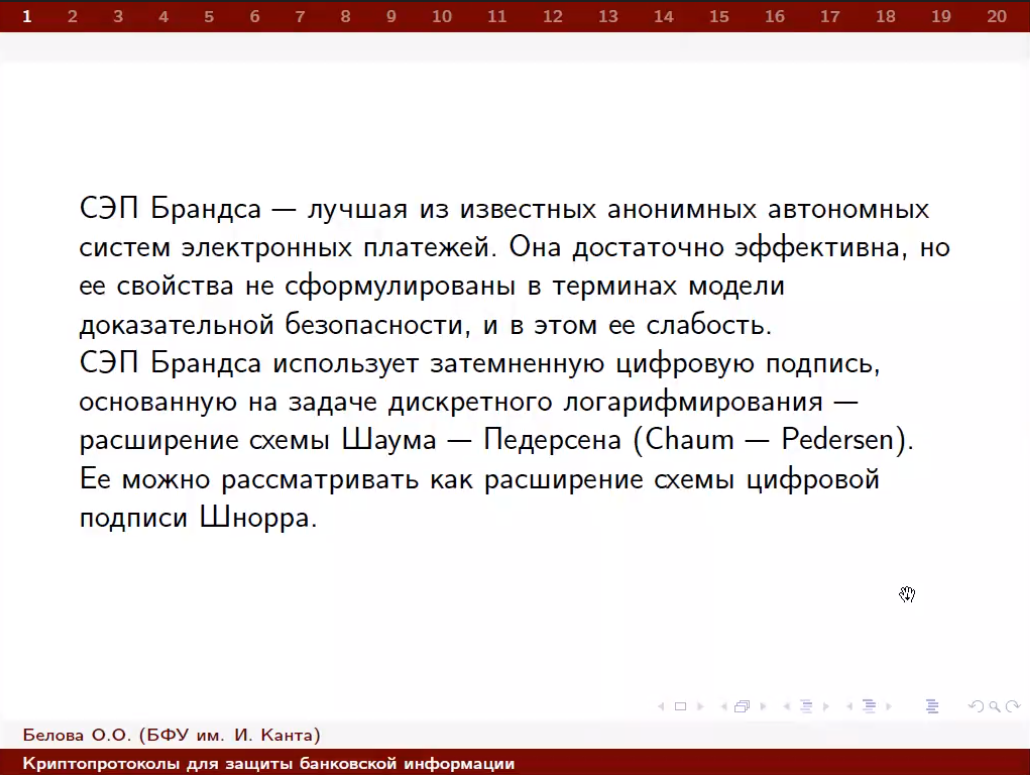 1 2 3 4 5 6 7 8 9 10 11 12 13 14 15 16 17 18 19 20
СЭП Брандса — лучшая из известных анонимных автономных
систем электронных платежей. Она достаточно эффективна, но
ее свойства не сформулированы в терминах модели
доказательной безопасности, и в этом ее слабость.
СЭП Брандса использует затемненную цифровую подпись,
основанную на задаче дискретного логарифмирования —
расширение схемы Шаума — Педерсена (Chaum — Pedersen).
Ее можно рассматривать как расширение схемы цифровой
подписи Шнорра.
Белова О.О. (БФУ им. И. Канта)
Криптопротоколы для защиты банковской информации